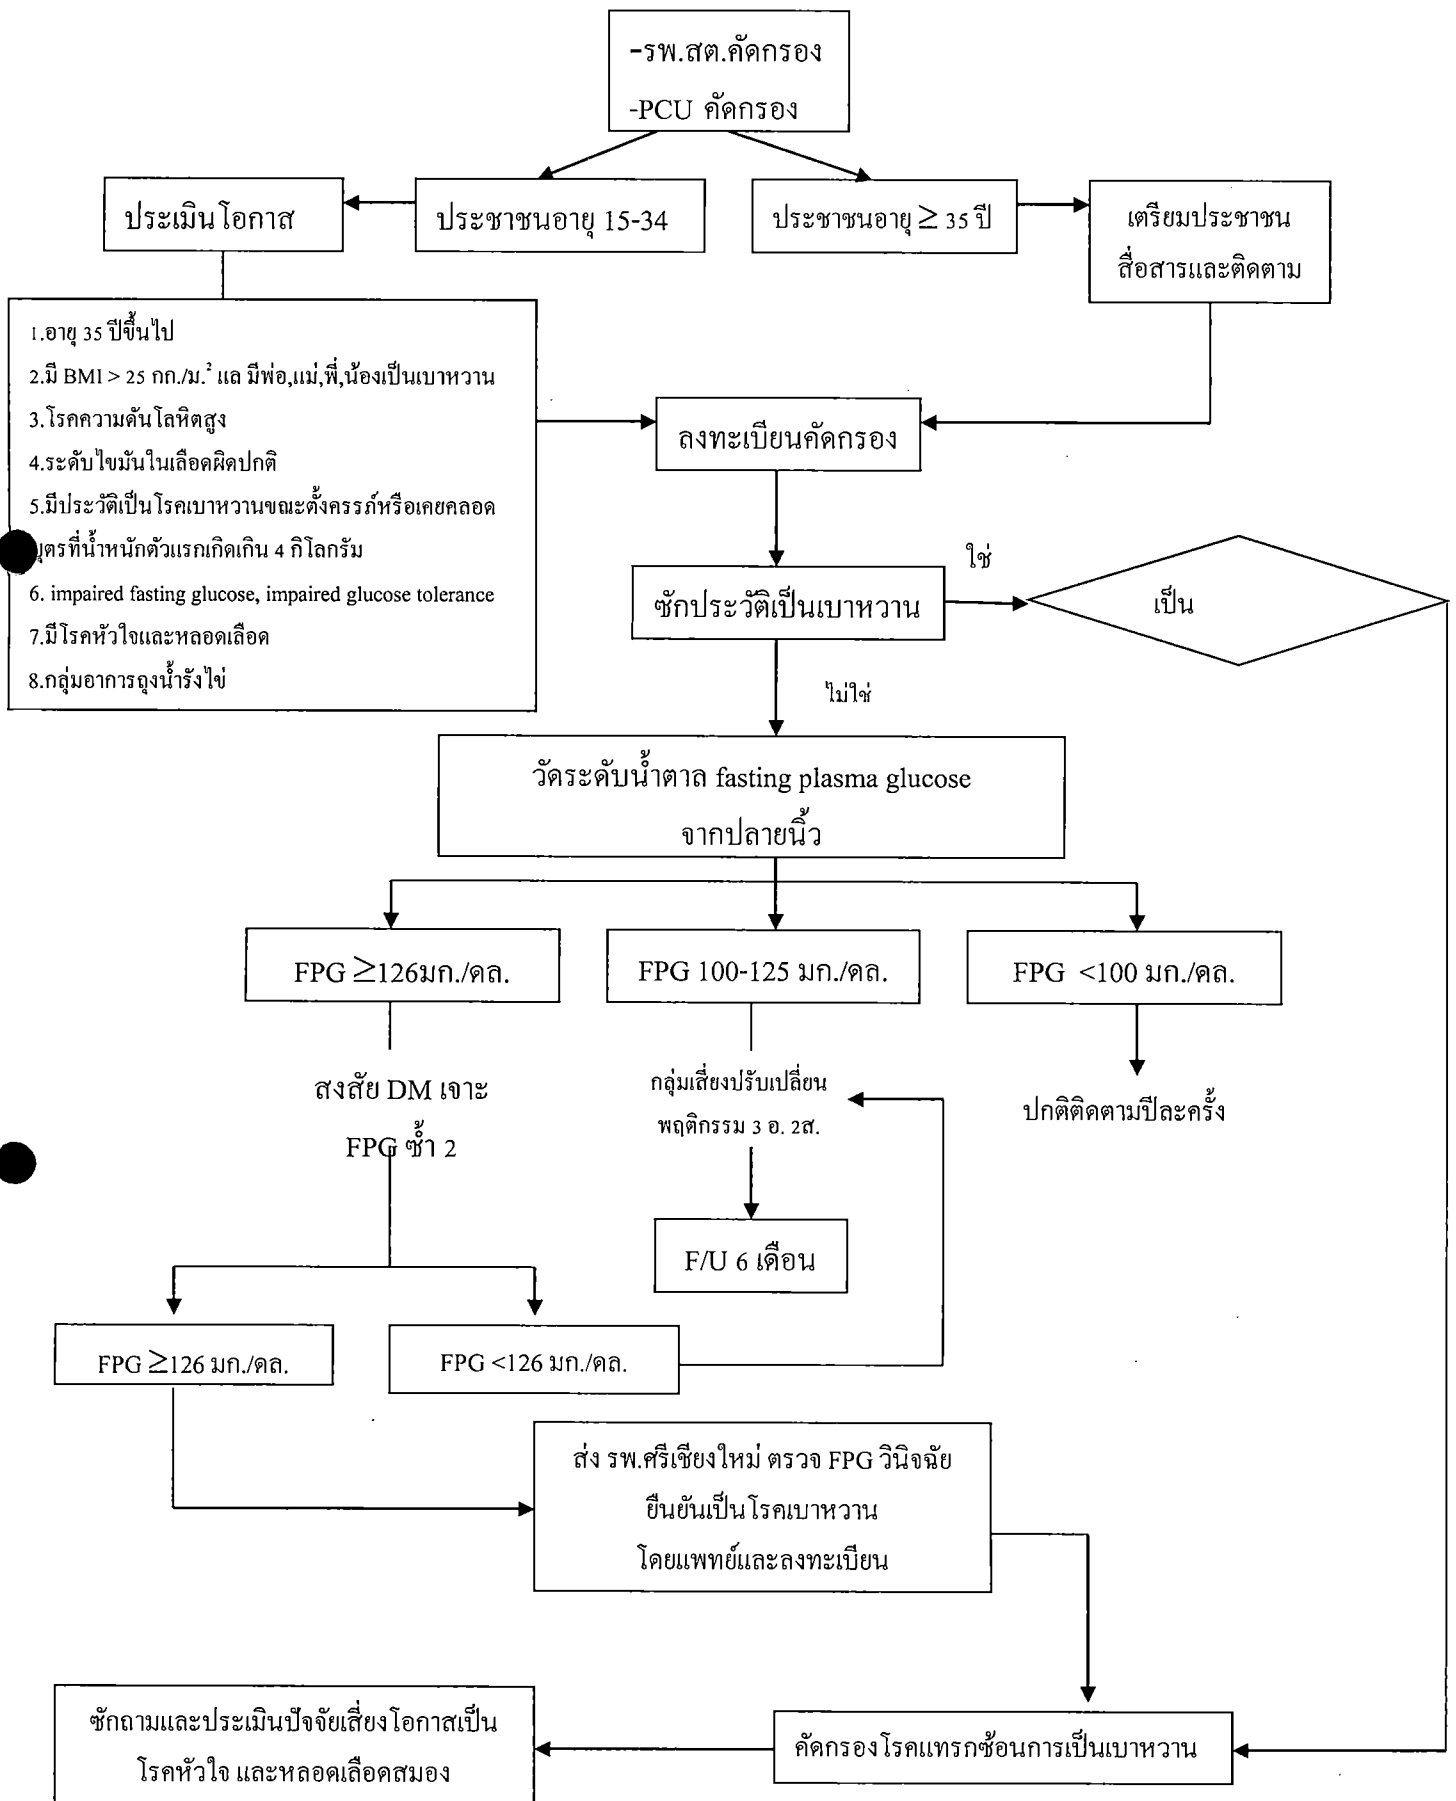 -รพ.สต.คัดกรอง
-PCU คัดกรอง
ประเมินโอกาส
ประชาชนอายุ 15-34
ประชาชนอายุ ≥ 35 ปี
เตรียมประชาชน
สื่อสารและติดตาม
1.อายุ 35 ปีขึ้นไป
2.มี BMI > 25 กก./ม.² แล มีพ่อ,แม่,พี่,น้องเป็นเบาหวาน
3.โรคความดันโลหิตสูง
4.ระดับไขมันในเลือดผิดปกติ
5.มีประวัติเป็นโรคเบาหวานขณะตั้งครรภ์หรือเคยคลอด
บุตรที่น้ำหนักตัวแรกเกิดเกิน 4 กิโลกรัม
6. impaired fasting glucose, impaired glucose tolerance
7.มีโรคหัวใจและหลอดเลือด
8.กลุ่มอาการถุงน้ำรังไข่
ลงทะเบียนคัดกรอง
ซักประวัติเป็นเบาหวาน
ใช่
เป็น
ไม่ใช่
วัดระดับน้ำตาล fasting plasma glucose
จากปลายนิ้ว
FPG ≥126มก./ดล.
FPG 100-125 มก./ดล.
FPG <100 มก./ดล.
สงสัย DM เจาะ
FPG ซ้ำ 2
กลุ่มเสี่ยงปรับเปลี่ยน
พฤติกรรม 3 อ. 2ส.
ปกติติดตามปีละครั้ง
F/U 6 เดือน
FPG ≥126 มก./ดล.
FPG <126 มก./ดล.
ส่ง รพ.ศรีเชียงใหม่ ตรวจ FPG วินิจฉัย
ยืนยันเป็นโรคเบาหวาน
โดยแพทย์และลงทะเบียน
ซักถามและประเมินปัจจัยเสี่ยงโอกาสเป็น
โรคหัวใจ และหลอดเลือดสมอง
คัดกรองโรคแทรกซ้อนการเป็นเบาหวาน